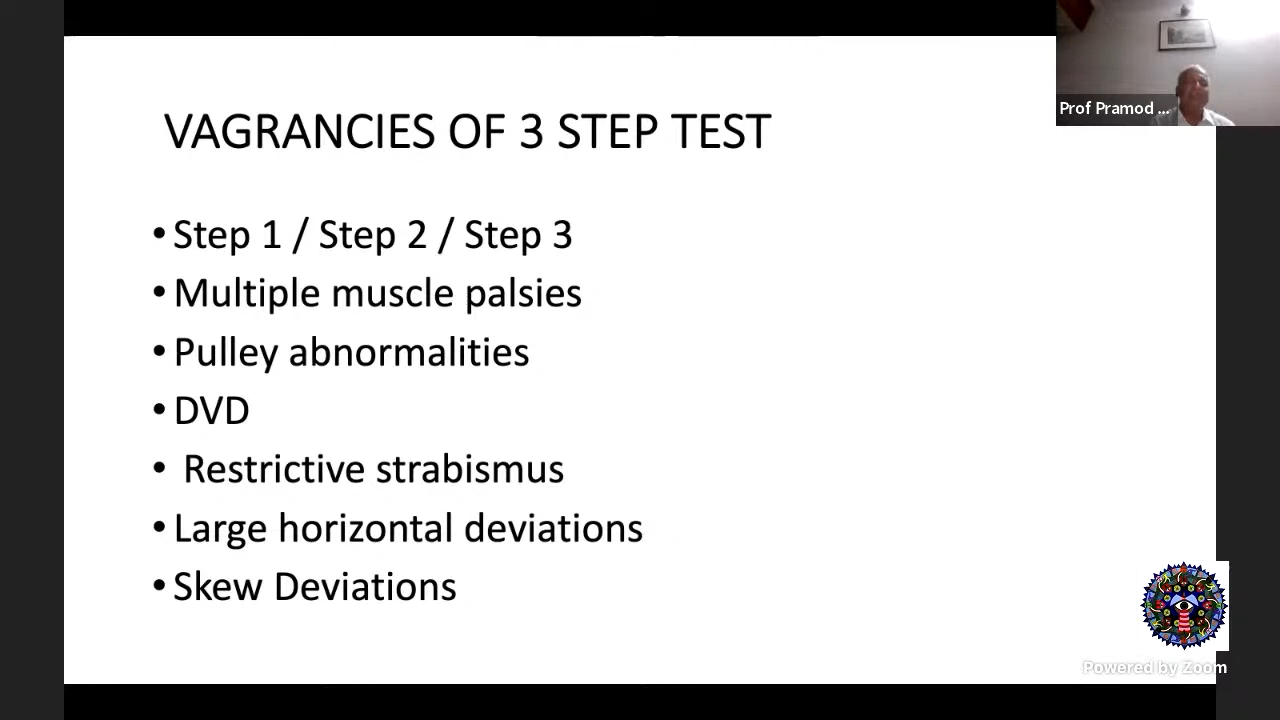 Prof Pramod ...
VAGRANCIES OF 3 STEP TEST
• Step 1 / Step 2 / Step 3
• Multiple muscle palsies
• Pulley abnormalities
• DVD
• Restrictive strabismus
• Large horizontal deviations
• Skew Deviations
Powered by Zoom